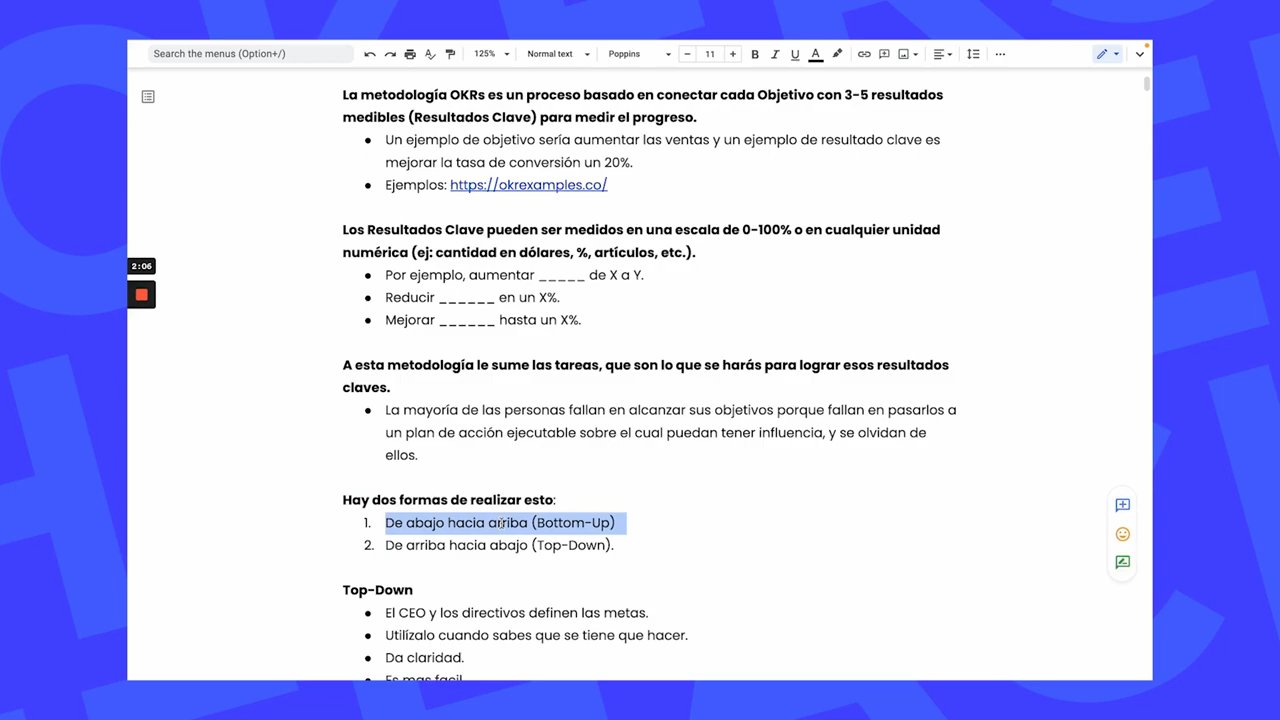 Search the menus (Option+/)
125%
Normal text
Poppins
− 11 +
B I U A
La metodología OKRs es un proceso basado en conectar cada Objetivo con 3-5 resultados
medibles (Resultados Clave) para medir el progreso.
● Un ejemplo de objetivo sería aumentar las ventas y un ejemplo de resultado clave es
mejorar la tasa de conversión un 20%.
● Ejemplos: https://okrexamples.co/
Los Resultados Clave pueden ser medidos en una escala de 0-100% o en cualquier unidad
numérica (ej: cantidad en dólares, %, artículos, etc.).
2:06
● Por ejemplo, aumentar _____ de X a Y.
● Reducir ______ en un X%.
● Mejorar ______ hasta un X%.
A esta metodología le sume las tareas, que son lo que se harás para lograr esos resultados
claves.
● La mayoría de las personas fallan en alcanzar sus objetivos porque fallan en pasarlos a
un plan de acción ejecutable sobre el cual puedan tener influencia, y se olvidan de
ellos.
Hay dos formas de realizar esto:
1. De abajo hacia arriba (Bottom-Up)
2. De arriba hacia abajo (Top-Down).
Top-Down
● El CEO y los directivos definen las metas.
● Utilízalo cuando sabes que se tiene que hacer.
● Da claridad.
Es mas facil